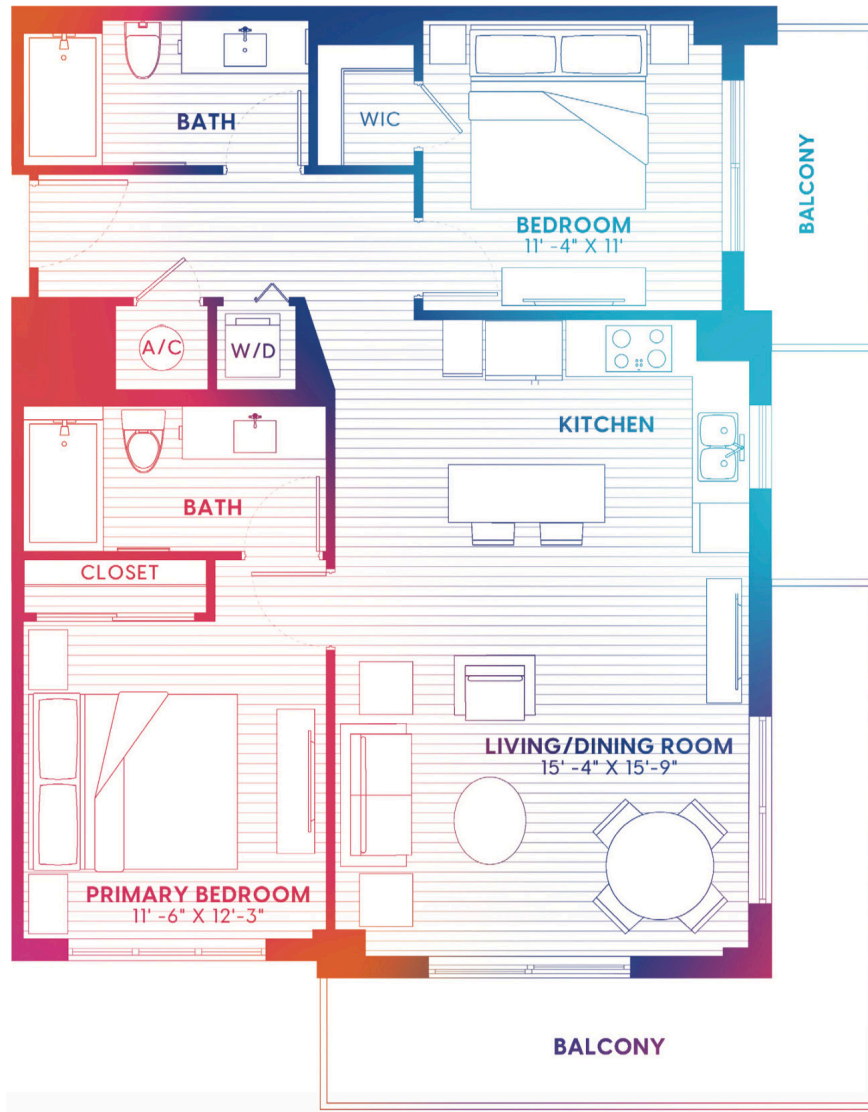 BATH
WIC
BALCONY
BEDROOM
11' -4" X 11'
A/C
W/D
KITCHEN
BATH
CLOSET
LIVING/DINING ROOM
15' -4" X 15'-9"
PRIMARY BEDROOM
11' -6" X 12'-3"
BALCONY